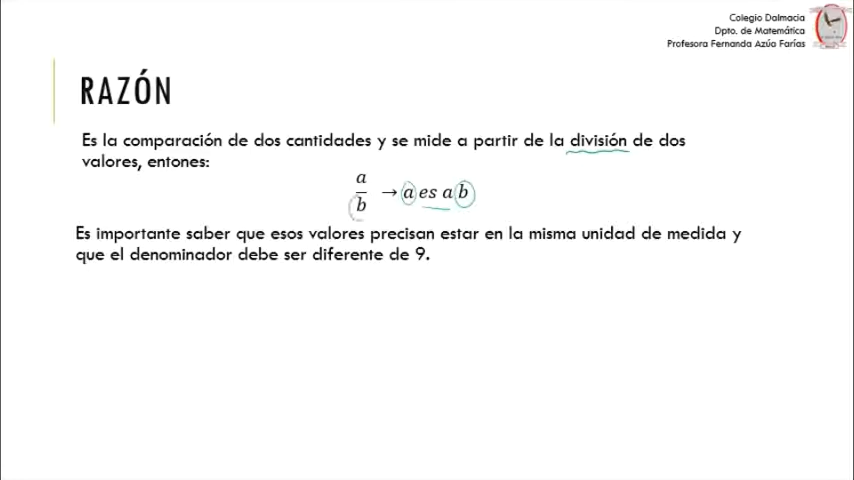 Colegio Dalmacia
Dpto. de Matemática
Profesora Fernanda Azúa Farías
RAZÓN
Es la comparación de dos cantidades y se mide a partir de la división de dos
valores, entones:
a
b
→ a es a b
Es importante saber que esos valores precisan estar en la misma unidad de medida y
que el denominador debe ser diferente de 9.